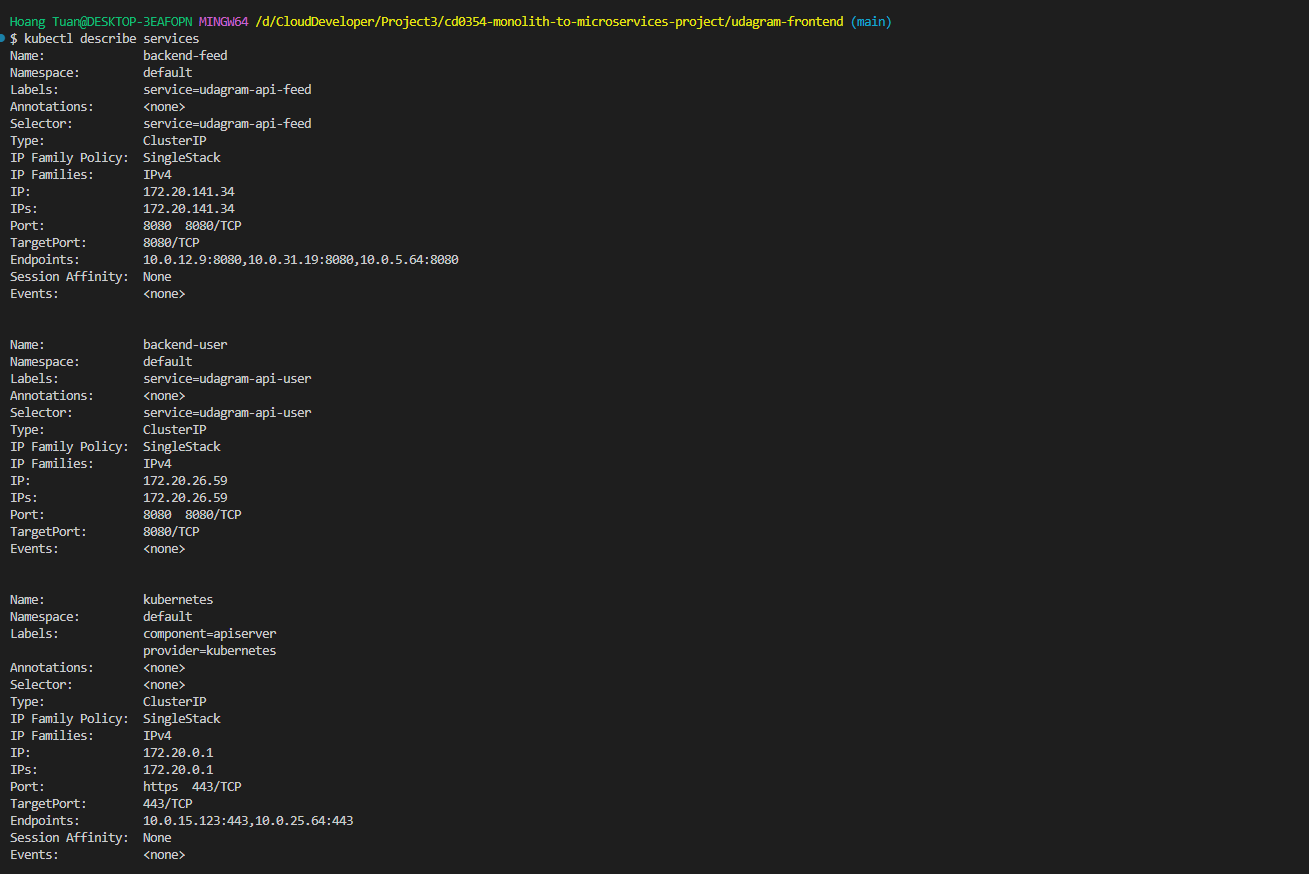 Hoang Tuan@DESKTOP-3EAFOPN MINGW64 /d/CloudDeveloper/Project3/cd0354-monolith-to-microservices-project/udagram-frontend (main)
$ kubectl describe services
Name:              backend-feed
Namespace:         default
Labels:            service=udagram-api-feed
Annotations:       <none>
Selector:          service=udagram-api-feed
Type:              ClusterIP
IP Family Policy:  SingleStack
IP Families:       IPv4
IP:                172.20.141.34
IPs:               172.20.141.34
Port:              8080  8080/TCP
TargetPort:        8080/TCP
Endpoints:         10.0.12.9:8080,10.0.31.19:8080,10.0.5.64:8080
Session Affinity:  None
Events:            <none>
Name:              backend-user
Namespace:         default
Labels:            service=udagram-api-user
Annotations:       <none>
Selector:          service=udagram-api-user
Type:              ClusterIP
IP Family Policy:  SingleStack
IP Families:       IPv4
IP:                172.20.26.59
IPs:               172.20.26.59
Port:              8080  8080/TCP
TargetPort:        8080/TCP
Events:            <none>
Name:              kubernetes
Namespace:         default
Labels:            component=apiserver
                   provider=kubernetes
Annotations:       <none>
Selector:          <none>
Type:              ClusterIP
IP Family Policy:  SingleStack
IP Families:       IPv4
IP:                172.20.0.1
IPs:               172.20.0.1
Port:              https  443/TCP
TargetPort:        443/TCP
Endpoints:         10.0.15.123:443,10.0.25.64:443
Session Affinity:  None
Events:            <none>